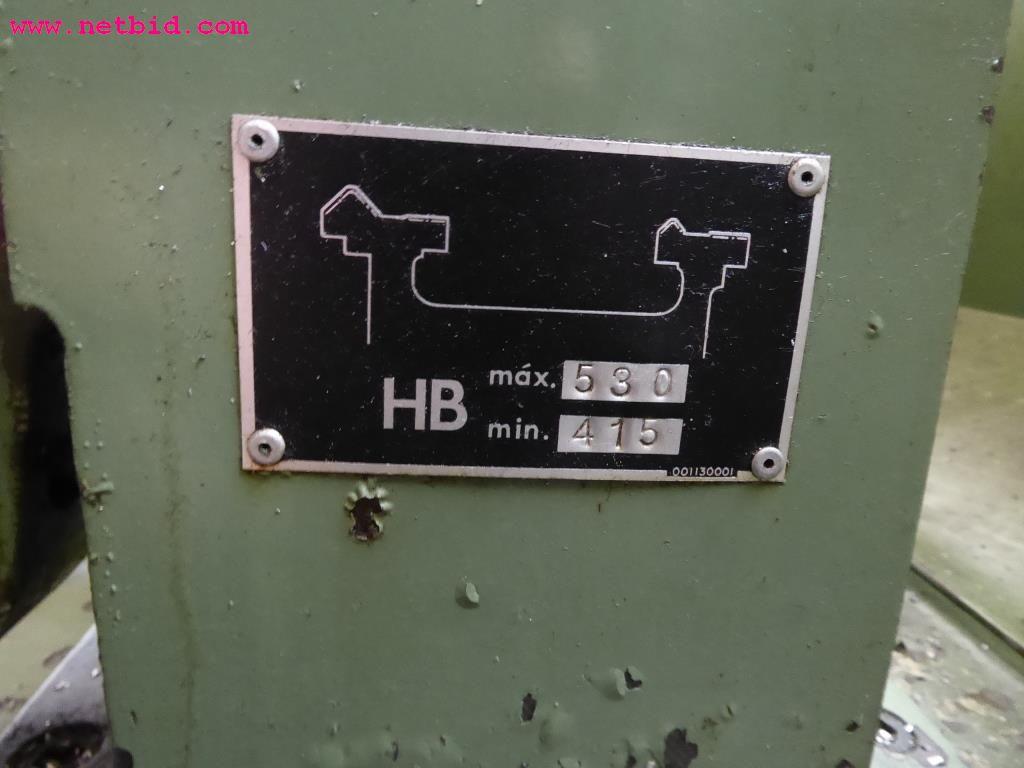 www.netbid.com
HB
máx. 530
min. 415
001130001